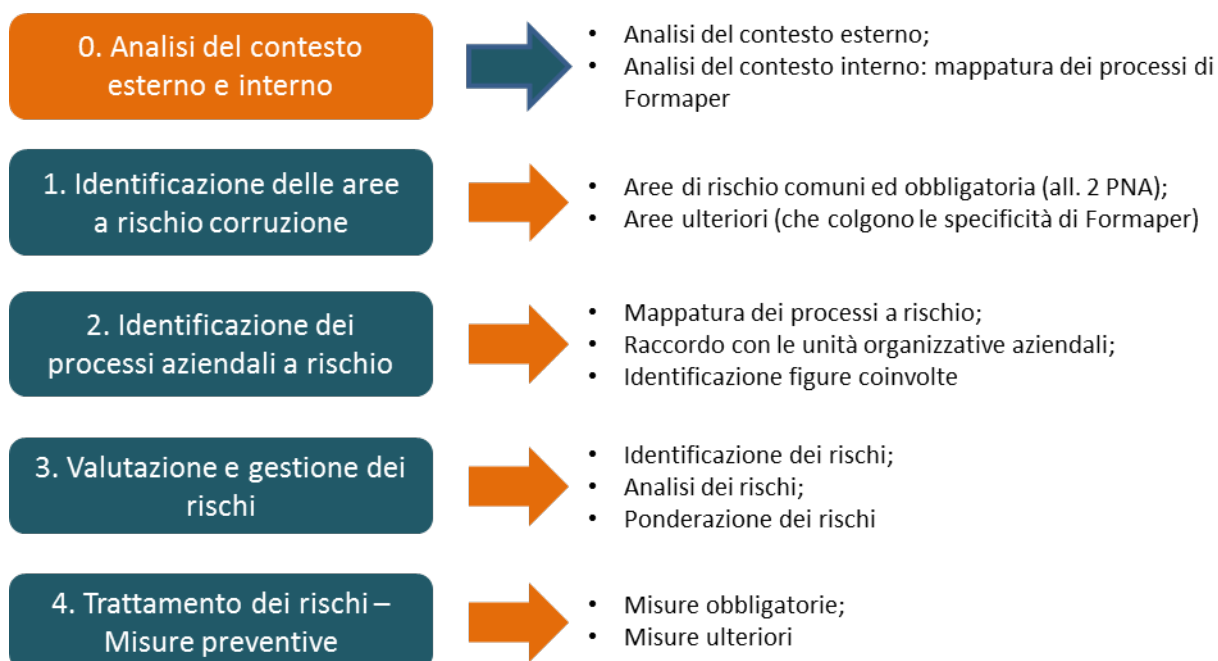 0. Analisi del contesto
esterno e interno
• Analisi del contesto esterno;
• Analisi del contesto interno: mappatura dei processi di
Formaper
1. Identificazione delle aree
a rischio corruzione
• Aree di rischio comuni ed obbligatoria (all. 2 PNA);
• Aree ulteriori (che colgono le specificità di Formaper)
2. Identificazione dei
processi aziendali a rischio
• Mappatura dei processi a rischio;
• Raccordo con le unità organizzative aziendali;
• Identificazione figure coinvolte
3. Valutazione e gestione dei
rischi
• Identificazione dei rischi;
• Analisi dei rischi;
• Ponderazione dei rischi
4. Trattamento dei rischi –
Misure preventive
• Misure obbligatorie;
• Misure ulteriori